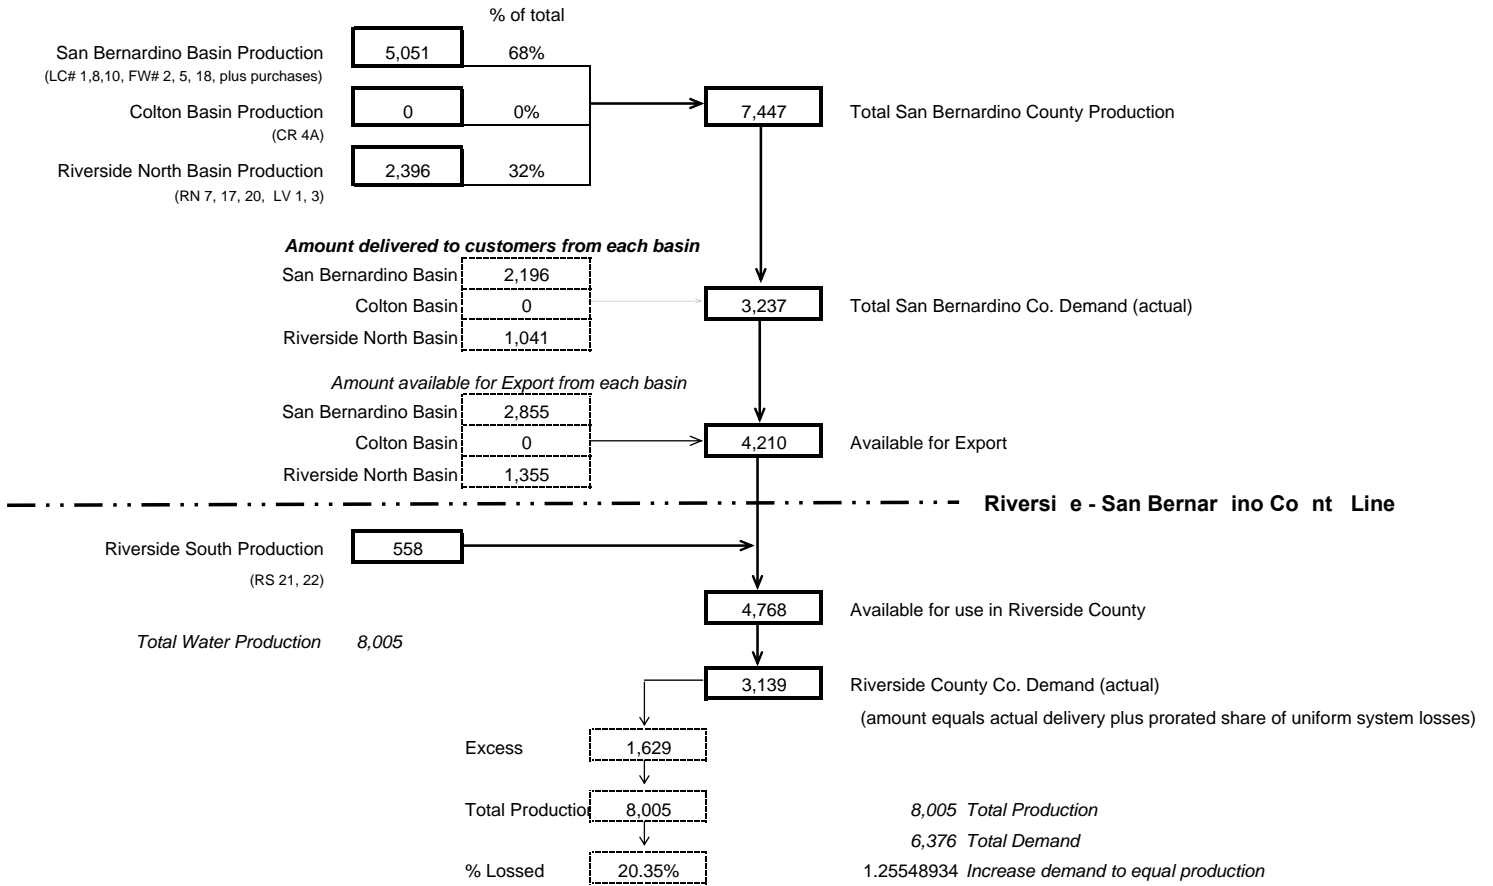 % of total
San Bernardino Basin Production 5,051 68%
(LC# 1,8,10, FW# 2, 5, 18, plus purchases)
Colton Basin Production 0 0% 7,447 Total San Bernardino County Production
(CR 4A)
Riverside North Basin Production 2,396 32%
(RN 7, 17, 20, LV 1, 3)
Amount delivered to customers from each basin
San Bernardino Basin 2,196
Colton Basin 0 3,237 Total San Bernardino Co. Demand (actual)
Riverside North Basin 1,041
Amount available for Export from each basin
San Bernardino Basin 2,855
Colton Basin 0 4,210 Available for Export
Riverside North Basin 1,355
Riversi e - San Bernar ino Co nt Line
Riverside South Production 558
(RS 21, 22)
4,768 Available for use in Riverside County
Total Water Production 8,005
3,139 Riverside County Co. Demand (actual)
(amount equals actual delivery plus prorated share of uniform system losses)
Excess 1,629
Total Production 8,005 8,005 Total Production
6,376 Total Demand
% Lossed 20.35% 1.25548934 Increase demand to equal production